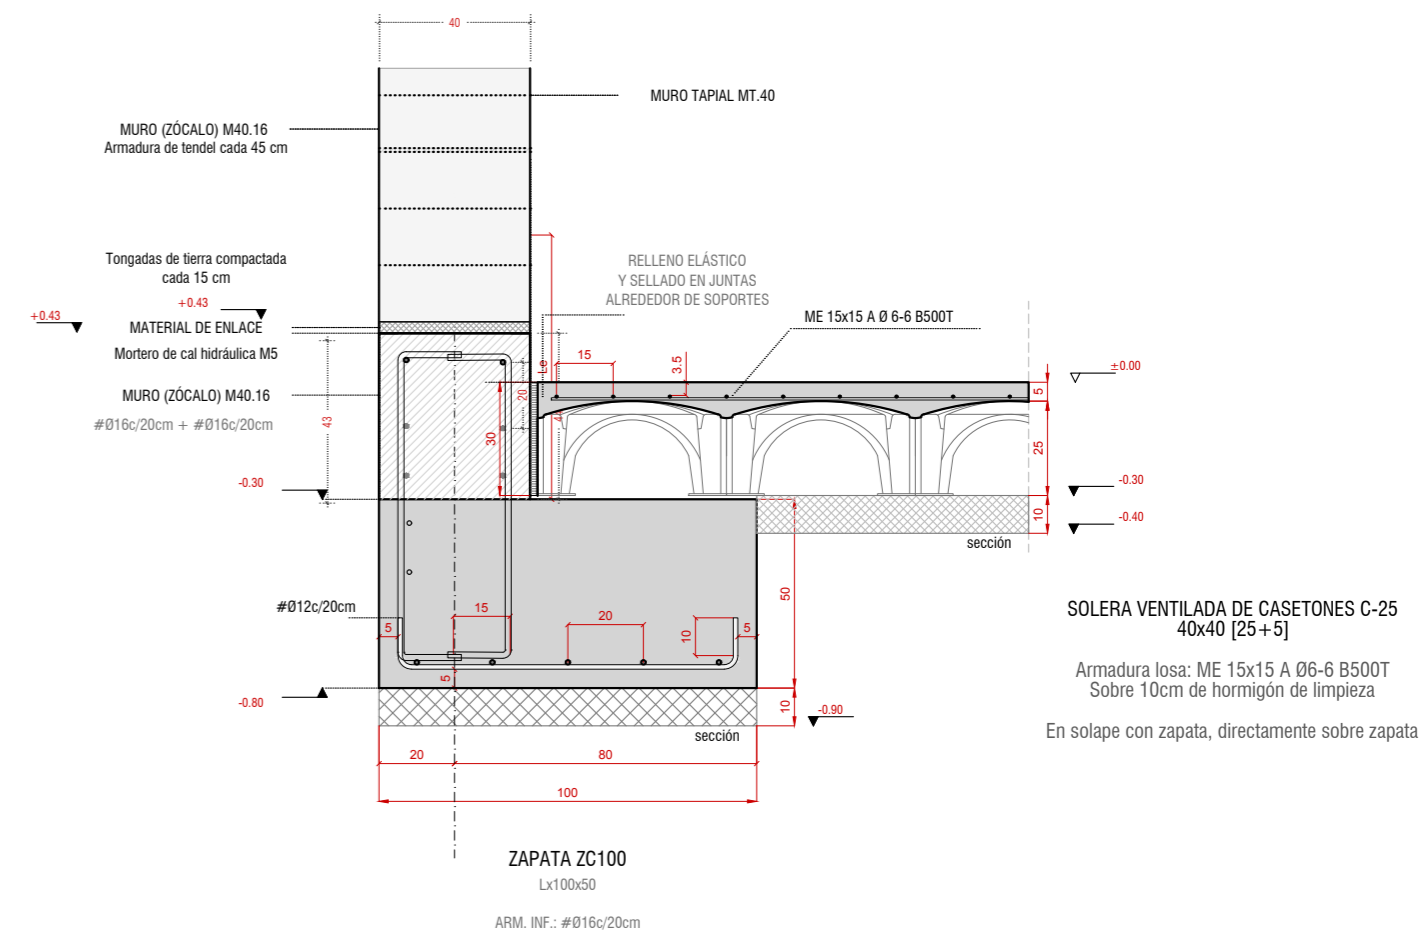 40
MURO TAPIAL MT.40
MURO (ZÓCALO) M40.16
Armadura de tendel cada 45 cm
Tongadas de tierra compactada
cada 15 cm
RELLENO ELÁSTICO
Y SELLADO EN JUNTAS
ALREDEDOR DE SOPORTES
+0.43
+0.43
MATERIAL DE ENLACE
ME 15x15 A Ø 6-6 B500T
Mortero de cal hidráulica M5
15
3.5
±0.00
MURO (ZÓCALO) M40.16
20
5
#Ø16c/20cm + #Ø16c/20cm
43
30
25
-0.30
-0.30
10
-0.40
sección
#Ø12c/20cm
5
15
20
10
5
50
5
SOLERA VENTILADA DE CASETONES C-25
40x40 [25+5]
Armadura losa: ME 15x15 A Ø6-6 B500T
Sobre 10cm de hormigón de limpieza
En solape con zapata, directamente sobre zapata
-0.80
10
-0.90
sección
20
80
100
ZAPATA ZC100
Lx100x50
ARM. INF.: #Ø16c/20cm